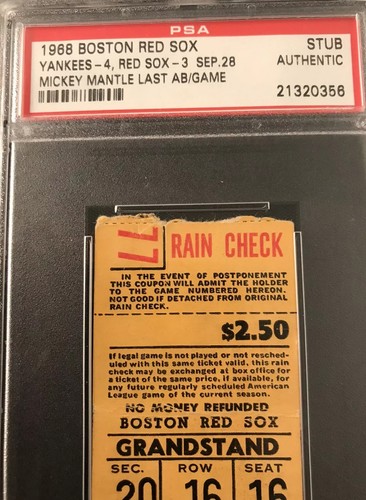 PSA
1968 BOSTON RED SOX STUB
YANKEES-4, RED SOX-3 SEP.28 AUTHENTIC
MICKEY MANTLE LAST AB/GAME
21320356
77 RAIN CHECK
IN THE EVENT OF POSTPONEMENT
THIS COUPON WILL ADMIT THE HOLDER
TO THE GAME NUMBERED HEREON.
NOT GOOD IF DETACHED FROM ORIGINAL
RAIN CHECK.
$2.50
If legal game is not played or not resched-
uled with this same ticket valid, this rain
check may be exchanged at box office for
a ticket of the same price, if available, for
any future regularly scheduled American
League game of the current season.
NO MONEY REFUNDED
BOSTON RED SOX
GRANDSTAND
SEC. ROW SEAT
20 16 16